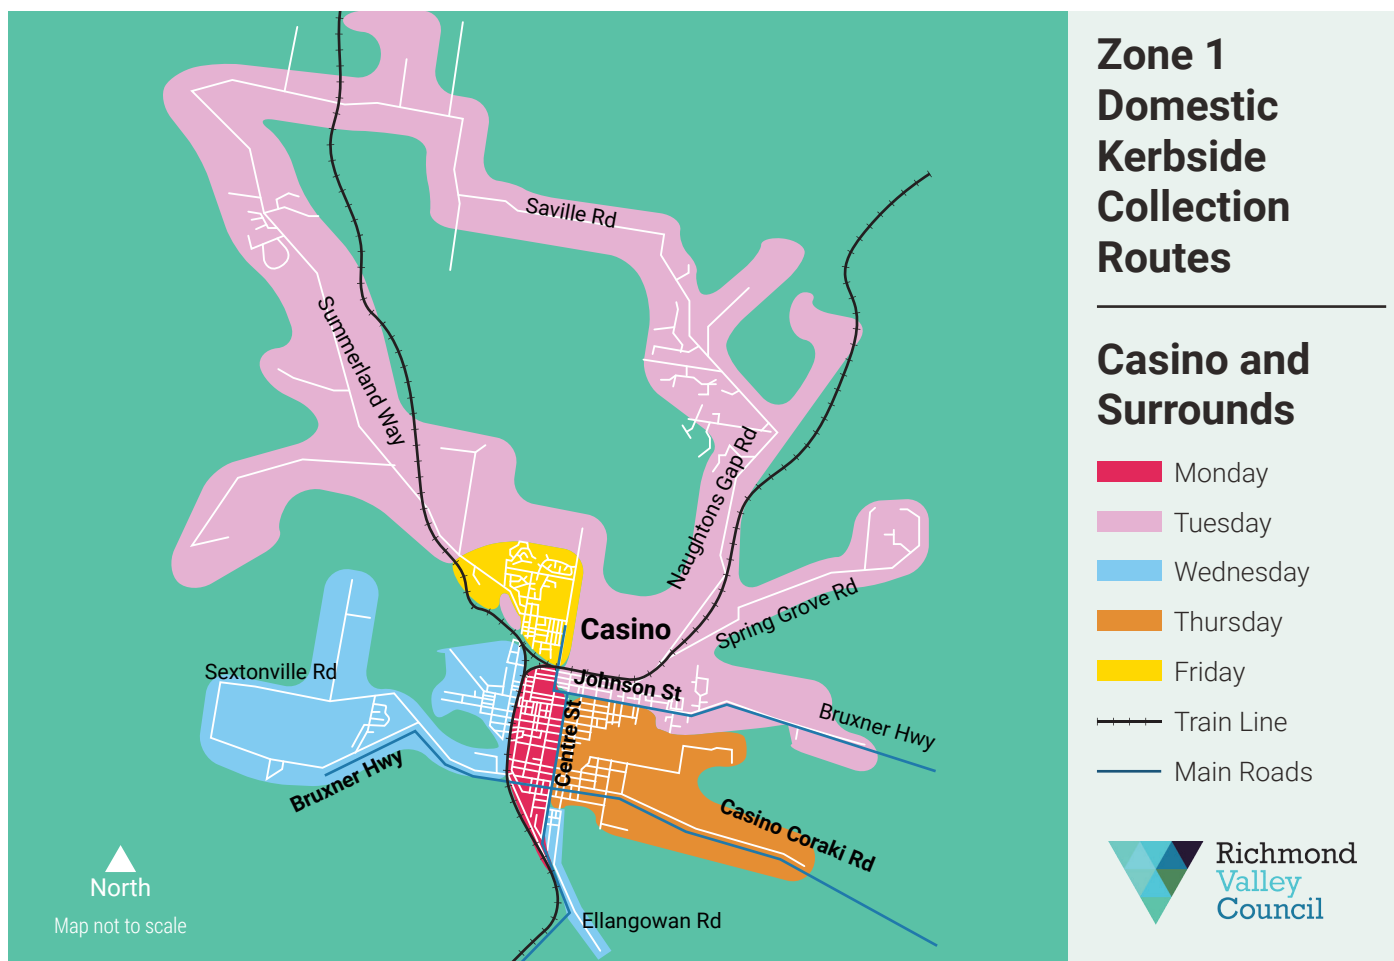 Zone 1
Domestic
Kerbside
Collection
Routes
Casino and
Surrounds
Monday
Tuesday
Wednesday
Thursday
Friday
Train Line
Main Roads
Richmond
Valley
Council
Saville Rd
Summerland Way
Naughtons Gap Rd
Spring Grove Rd
Casino
Johnson St
Sextonville Rd
Bruxner Hwy
Centre St
Bruxner Hwy
Casino Coraki Rd
Ellangowan Rd
North
Map not to scale